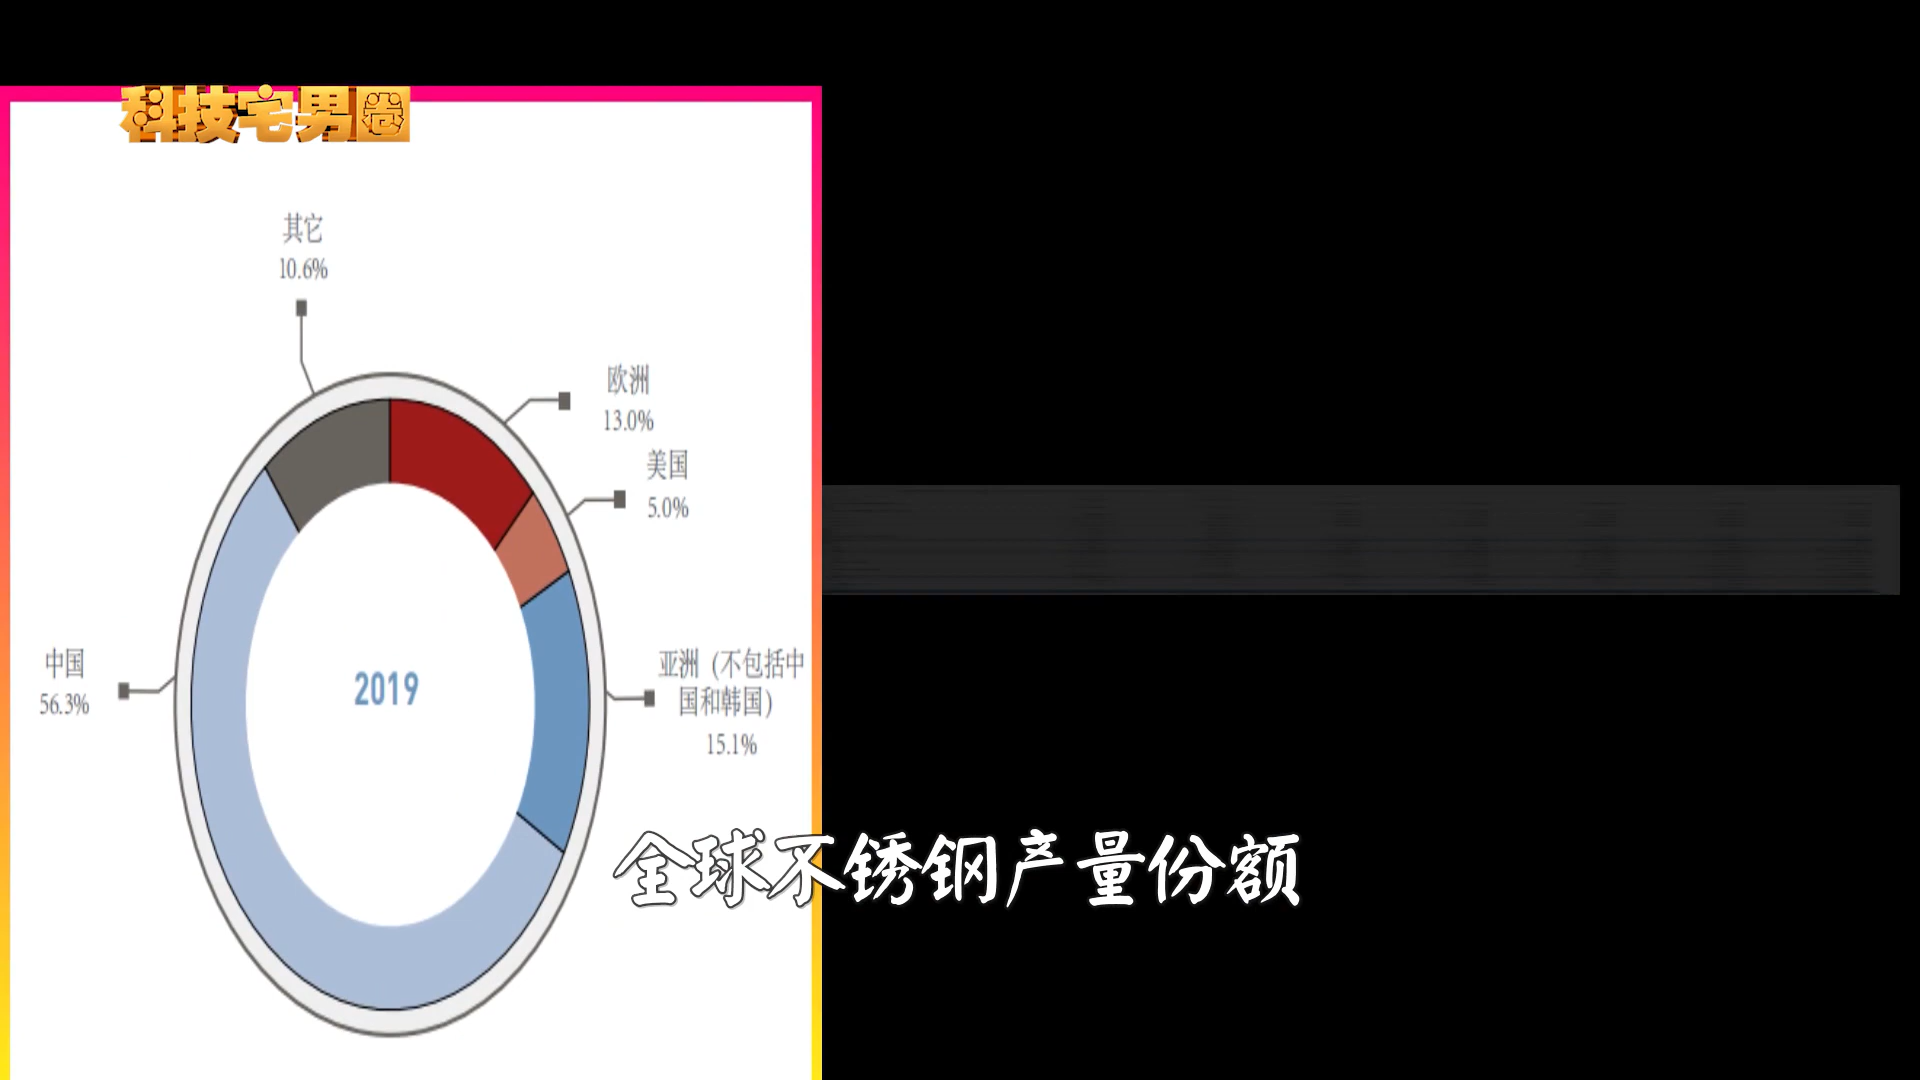 科技宅男圈
其它
10.6%
欧洲
13.0%
美国
5.0%
中国
56.3%
2019
亚洲（不包括中
国和韩国）
15.1%
全球不锈钢产量份额